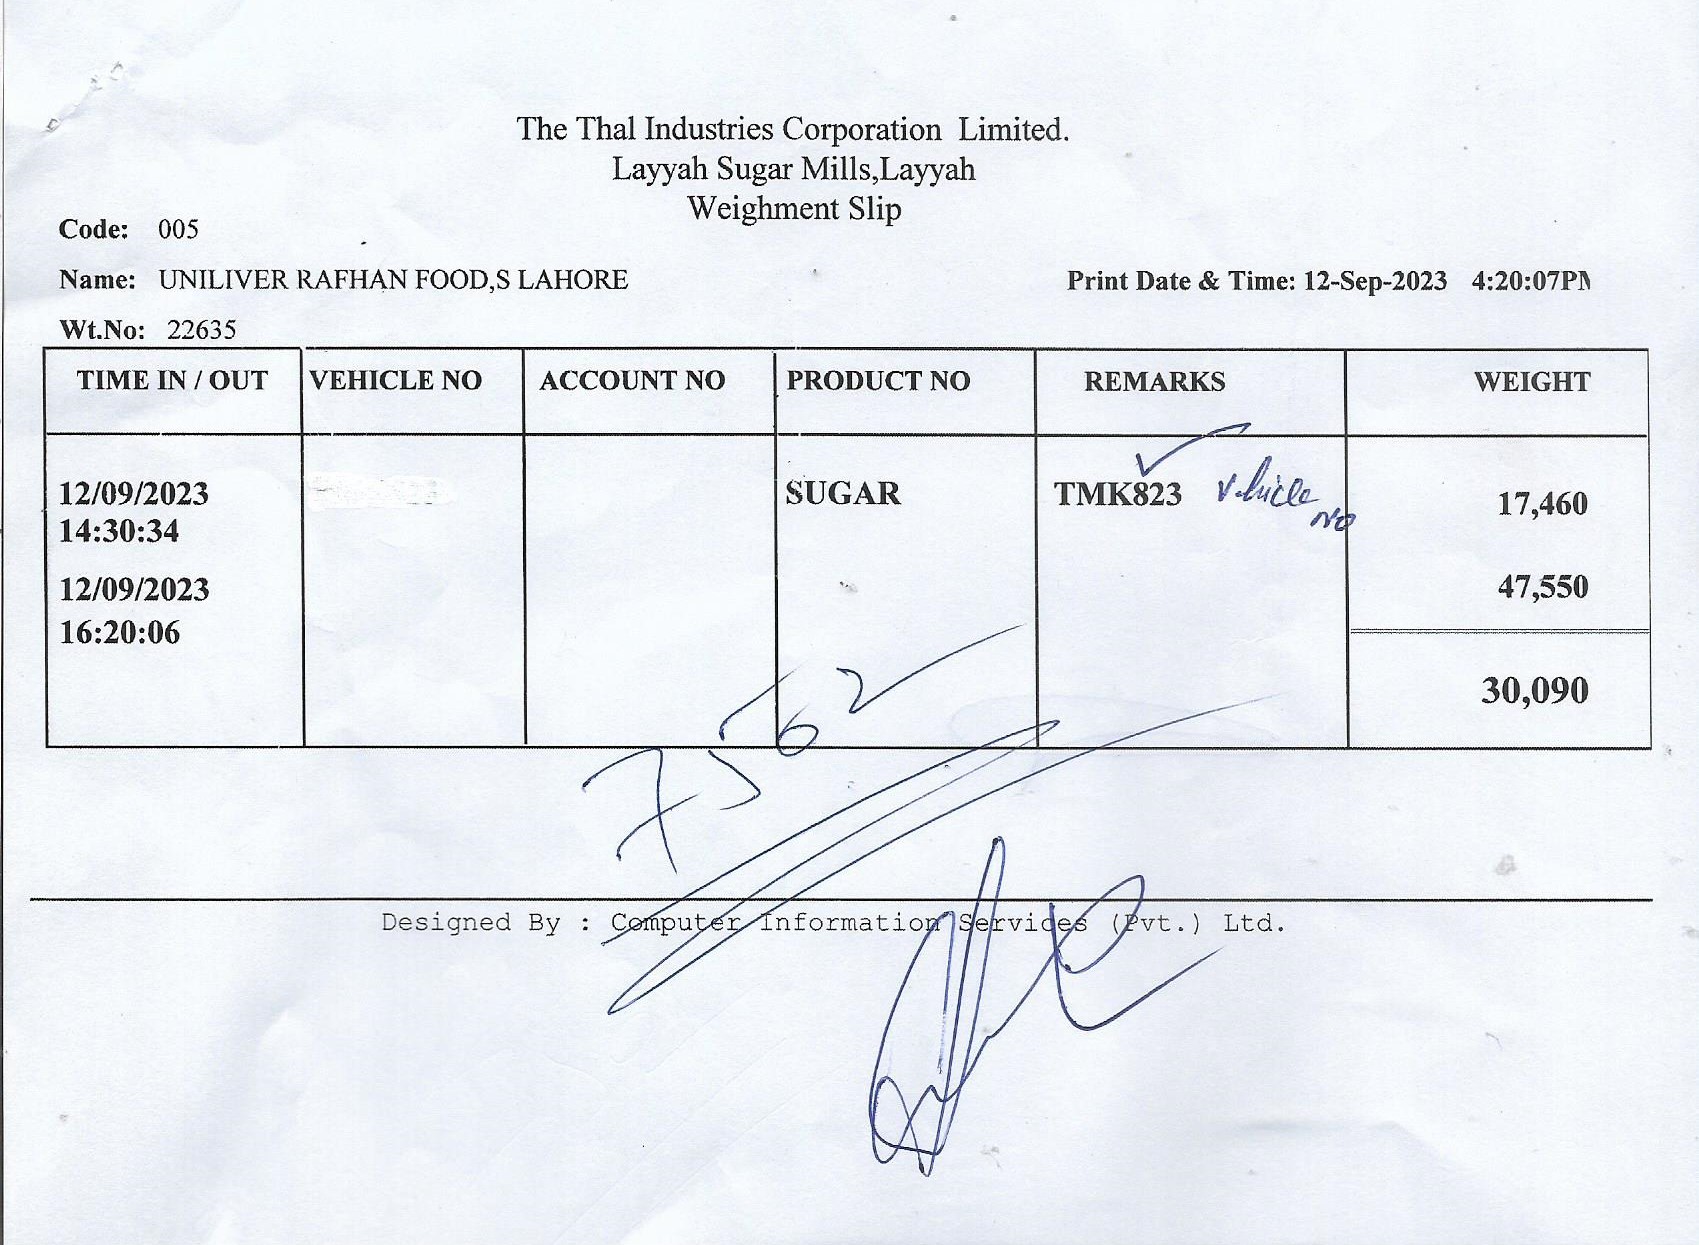 The Thal Industries Corporation Limited.
Layyah Sugar Mills,Layyah
Weighment Slip
Code: 005
Name: UNILIVER RAFHAN FOOD,S LAHORE Print Date & Time: 12-Sep-2023 4:20:07PM
Wt.No: 22635
TIME IN / OUT VEHICLE NO ACCOUNT NO PRODUCT NO REMARKS WEIGHT
12/09/2023 SUGAR TMK823 Vehicle 17,460
NO
14:30:34
12/09/2023 47,550
16:20:06
30,090
7562
Designed By : Computer Information Services (Pvt.) Ltd.